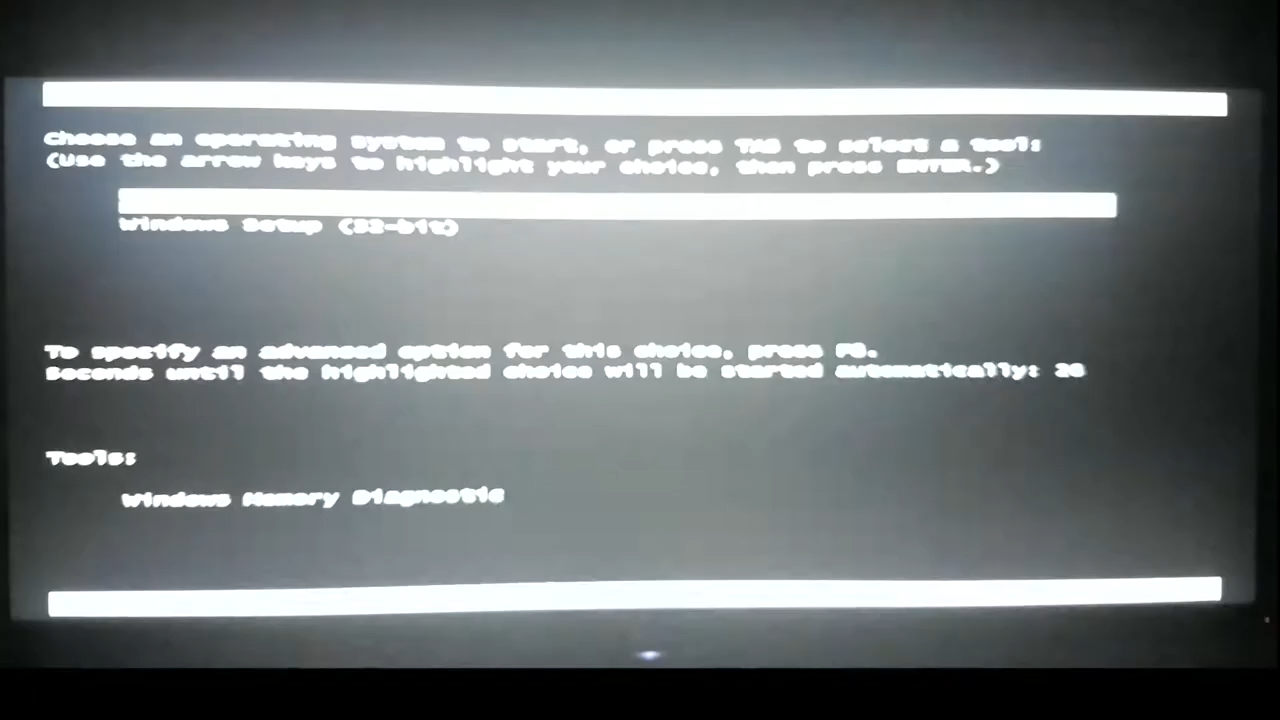 Choose an operating system to start, or press TAB to select a tool:
(Use the arrow keys to highlight your choice, then press ENTER.)
Windows Setup (32-bit)
To specify an advanced option for this choice, press F8.
Seconds until the highlighted choice will be started automatically: 26
Tools:
Windows Memory Diagnostic